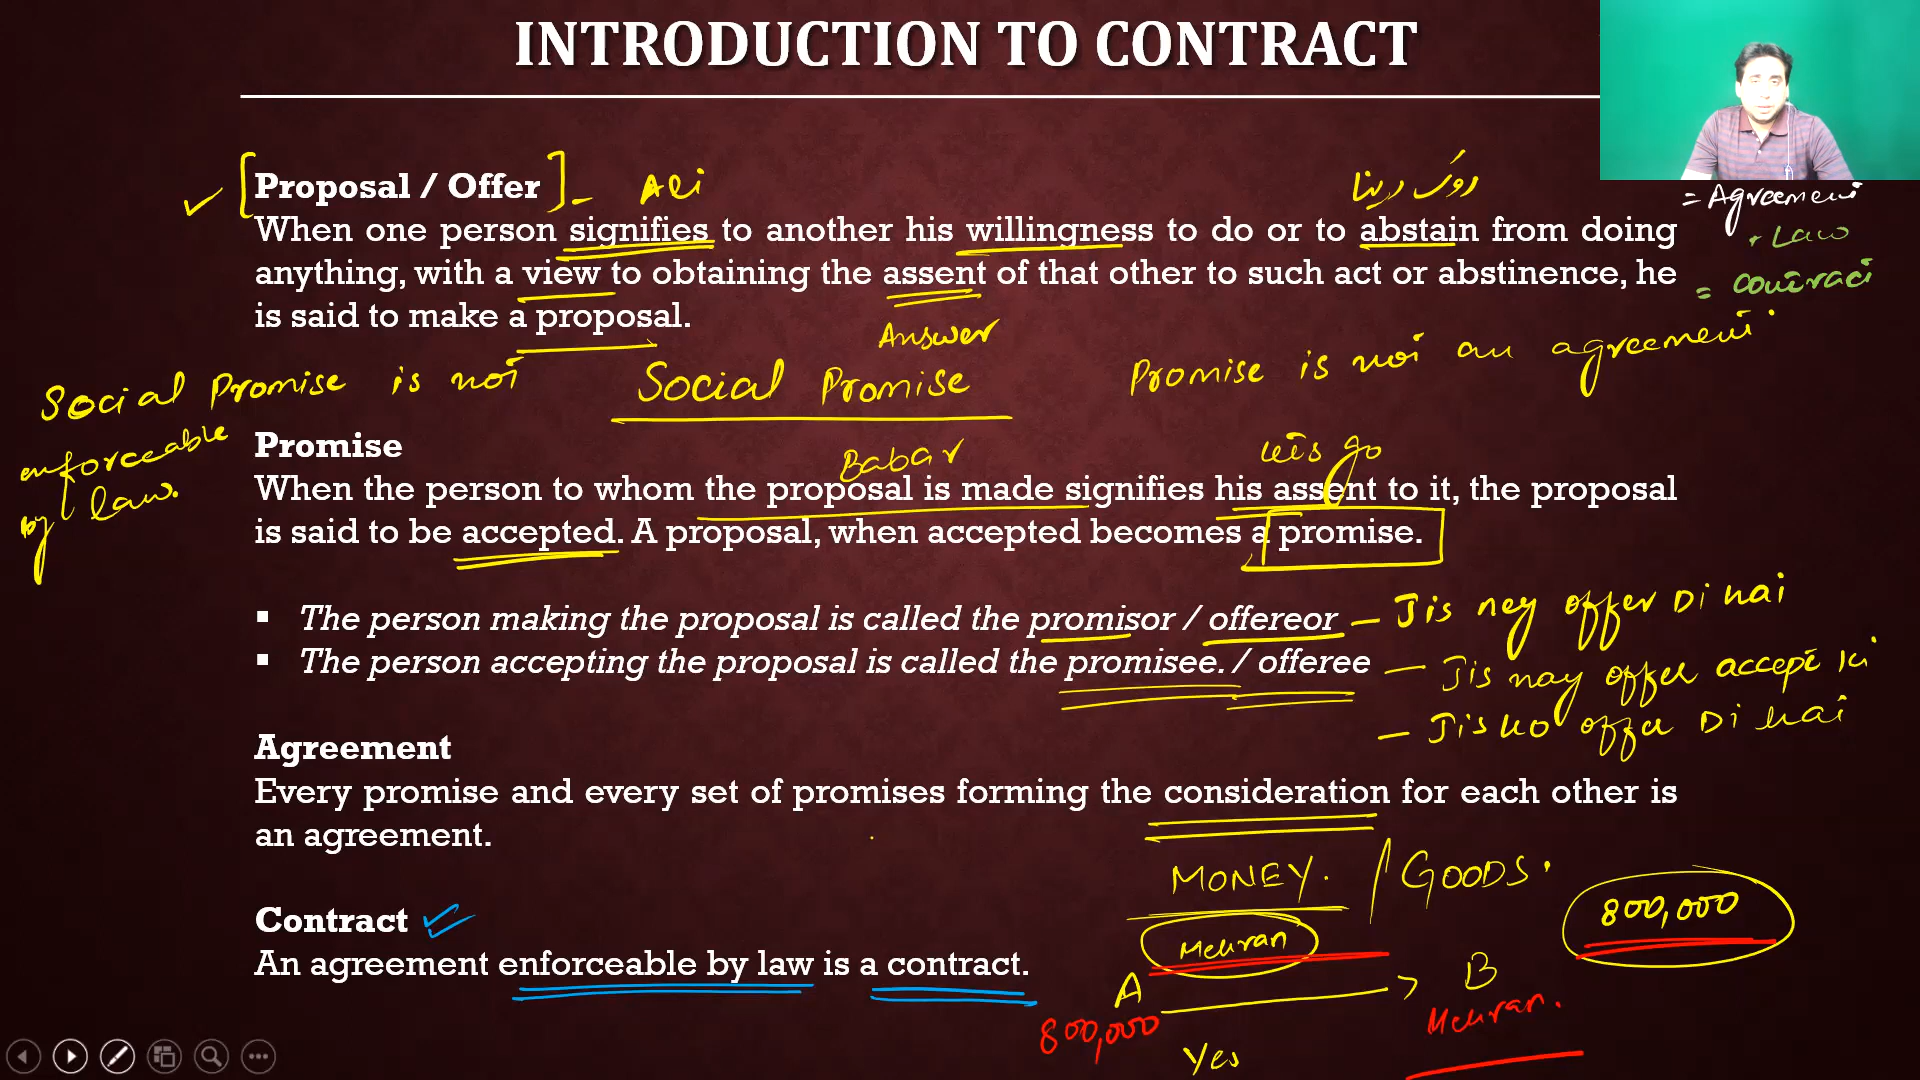 INTRODUCTION TO CONTRACT
[Proposal / Offer] - Ali
روک دینا
= Agreement
+ Law
= Contract
When one person signifies to another his willingness to do or to abstain from doing
anything, with a view to obtaining the assent of that other to such act or abstinence, he
is said to make a proposal.
Answer
Social Promise is not
enforceable
by law.
Social Promise
Promise is not an agreement.
Promise
Babar
let's go
When the person to whom the proposal is made signifies his assent to it, the proposal
is said to be accepted. A proposal, when accepted becomes a promise.
▪ The person making the proposal is called the promisor / offereor — Jis ney offer Di hai
▪ The person accepting the proposal is called the promisee. / offeree — Jis nay offer accept ki
— Jis ko offer Di hai
Agreement
Every promise and every set of promises forming the consideration for each other is
an agreement.
MONEY. / GOODS.
800,000
Contract
Mehran
An agreement enforceable by law is a contract.
A → B
800,000
Mehran.
Yes